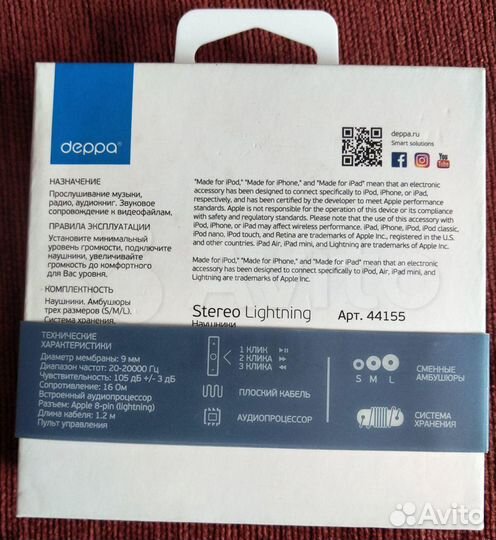 deppa®
deppa.ru
Smart solutions
You
Tube
НАЗНАЧЕНИЕ
Прослушивание музыки,
радио, аудиокниг. Звуковое
сопровождение к видеофайлам.
ПРАВИЛА ЭКСПЛУАТАЦИИ
Установите минимальный
уровень громкости, подключите
наушники, увеличивайте
громкость до комфортного
для Вас уровня.
КОМПЛЕКТНОСТЬ
Наушники. Амбушюры
трех размеров (S/M/L).
Система хранения.
"Made for iPod," "Made for iPhone," and "Made for iPad" mean that an electronic
accessory has been designed to connect specifically to iPod, iPhone, or iPad,
respectively, and has been certified by the developer to meet Apple performance
standards. Apple is not responsible for the operation of this device or its compliance
with safety and regulatory standards. Please note that the use of this accessory with
iPod, iPhone, or iPad may affect wireless performance. iPad, iPhone, iPod, iPod classic,
iPod nano, iPod touch, and Retina are trademarks of Apple Inc., registered in the U.S.
and other countries. iPad Air, iPad mini, and Lightning are trademarks of Apple Inc.
Made for iPod," "Made for iPhone," and "Made for iPad" mean that an electronic
accessory has been designed to connect specifically to iPod, Air, iPad mini, and
Lightning are trademarks of Apple Inc.
Stereo Lightning
Арт. 44155
Наушники
ТЕХНИЧЕСКИЕ
ХАРАКТЕРИСТИКИ
Диаметр мембраны: 9 мм
Диапазон частот: 20-20000 Гц
Чувствительность: 105 дБ +/- 3 дБ
Сопротивление: 16 Ом
Встроенный аудиопроцессор
Разъем: Apple 8-pin (lightning)
Длина кабеля: 1.2 м
Пульт управления
1 КЛИК
2 КЛИКА
3 КЛИКА
ПЛОСКИЙ КАБЕЛЬ
АУДИОПРОЦЕССОР
S M L
СМЕННЫЕ
АМБУШЮРЫ
СИСТЕМА
ХРАНЕНИЯ
Avito
Avito